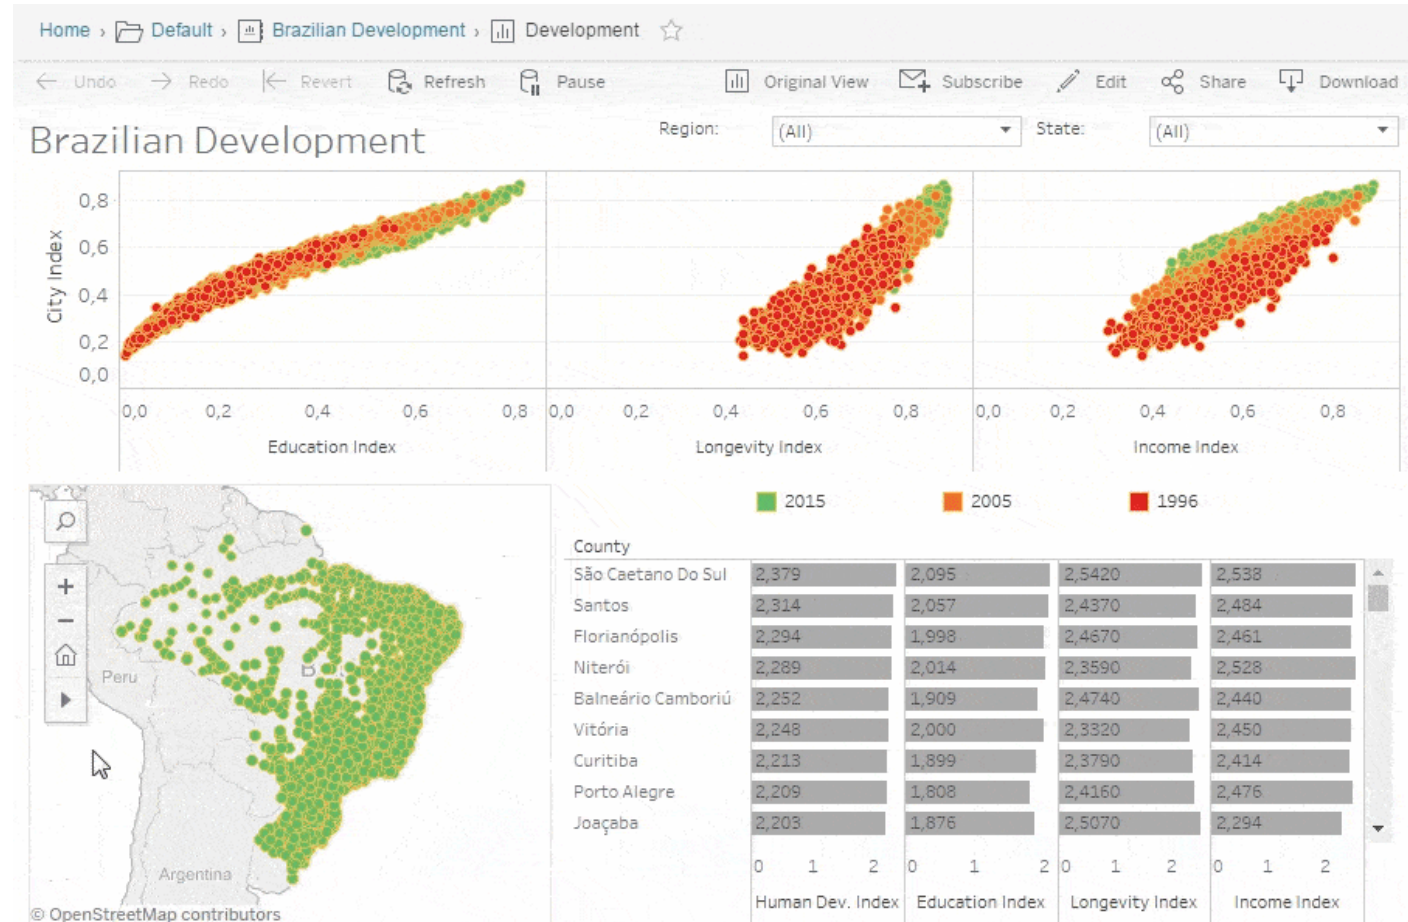 Home › Default › Brazilian Development › Development
Undo Redo Revert Refresh Pause Original View Subscribe Edit Share Download
Brazilian Development
Region: (All) State: (All)
City Index
0,8
0,6
0,4
0,2
0,0
0,0 0,2 0,4 0,6 0,8 0,0 0,2 0,4 0,6 0,8 0,0 0,2 0,4 0,6 0,8
Education Index Longevity Index Income Index
2015 2005 1996
Peru
B
Argentina
© OpenStreetMap contributors
County
São Caetano Do Sul 2,379 2,095 2,5420 2,538
Santos 2,314 2,057 2,4370 2,484
Florianópolis 2,294 1,998 2,4670 2,461
Niterói 2,289 2,014 2,3590 2,528
Balneário Camboriú 2,252 1,909 2,4740 2,440
Vitória 2,248 2,000 2,3320 2,450
Curitiba 2,213 1,899 2,3790 2,414
Porto Alegre 2,209 1,808 2,4160 2,476
Joaçaba 2,203 1,876 2,5070 2,294
0 1 2 0 1 2 0 1 2 0 1 2
Human Dev. Index Education Index Longevity Index Income Index